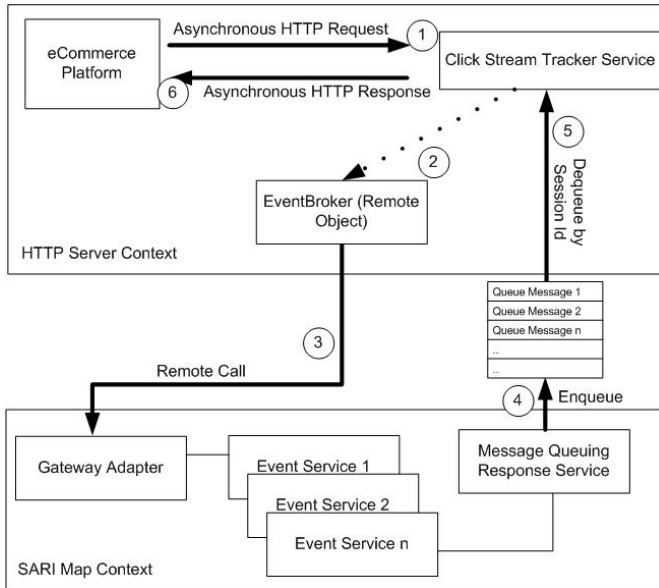 Asynchronous HTTP Request
1
eCommerce
Platform
Click Stream Tracker Service
6
Asynchronous HTTP Response
5
2
Dequeue by
Session Id
EventBroker (Remote
Object)
HTTP Server Context
Queue Message 1
Queue Message 2
Queue Message n
..
..
3
Remote Call
4
Enqueue
Gateway Adapter
Event Service 1
Event Service 2
Event Service n
Message Queuing
Response Service
SARI Map Context